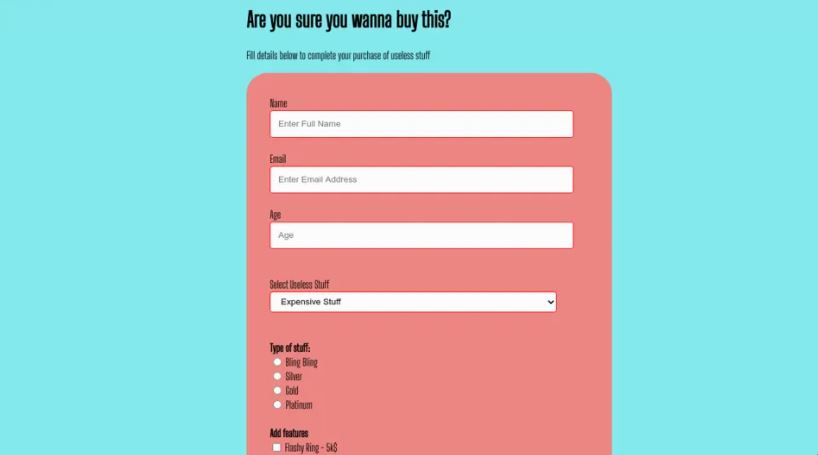 Are you sure you wanna buy this?
Fill details below to complete your purchase of useless stuff
Name
Enter Full Name
Email
Enter Email Address
Age
Age
Select Useless Stuff
Expensive Stuff
Type of stuff:
Bling Bling
Silver
Gold
Platinum
Add features
Flashy Ring - 5k$